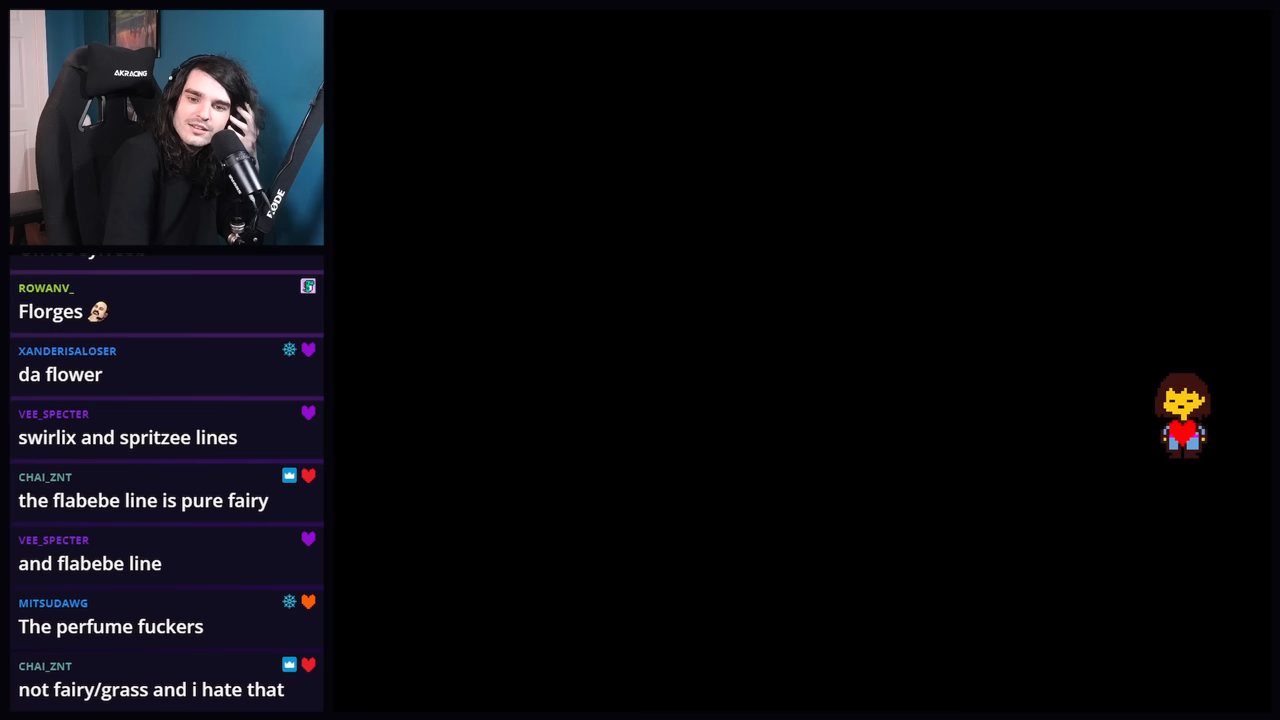 AKRACING
RØDE
ROWANV_
Florges
XANDERISALOSER
da flower
VEE_SPECTER
swirlix and spritzee lines
CHAI_ZNT
the flabebe line is pure fairy
VEE_SPECTER
and flabebe line
MITSUDAWG
The perfume fuckers
CHAI_ZNT
not fairy/grass and i hate that